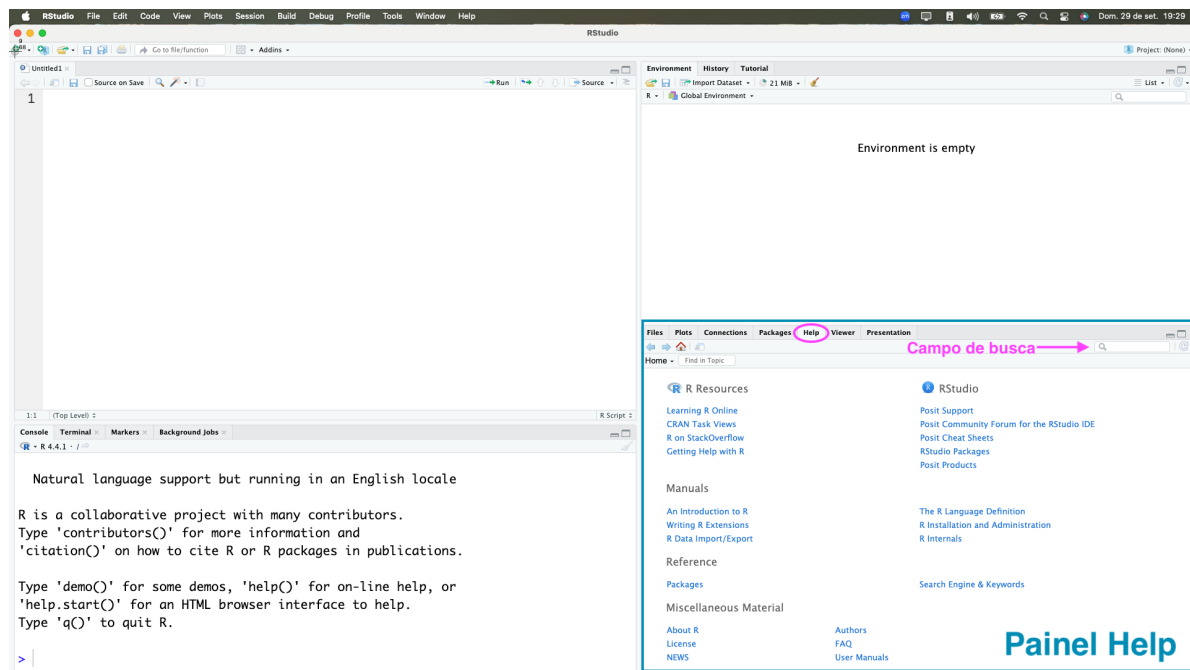 RStudio File Edit Code View Plots Session Build Debug Profile Tools Window Help Dom. 29 de set. 19:29
RStudio
Go to file/function Addins Project: (None)
Untitled1
Source on Save Run Source
1
1:1 (Top Level) R Script
Console Terminal Markers Background Jobs
R 4.4.1 · /
Natural language support but running in an English locale
R is a collaborative project with many contributors.
Type 'contributors()' for more information and
'citation()' on how to cite R or R packages in publications.
Type 'demo()' for some demos, 'help()' for on-line help, or
'help.start()' for an HTML browser interface to help.
Type 'q()' to quit R.
>
Environment History Tutorial
Import Dataset 21 MiB List
R Global Environment
Environment is empty
Files Plots Connections Packages Help Viewer Presentation
Campo de busca
Home Find in Topic
R Resources
Learning R Online
CRAN Task Views
R on StackOverflow
Getting Help with R
RStudio
Posit Support
Posit Community Forum for the RStudio IDE
Posit Cheat Sheets
RStudio Packages
Posit Products
Manuals
An Introduction to R
Writing R Extensions
R Data Import/Export
The R Language Definition
R Installation and Administration
R Internals
Reference
Packages
Search Engine & Keywords
Miscellaneous Material
About R
License
NEWS
Authors
FAQ
User Manuals
Painel Help